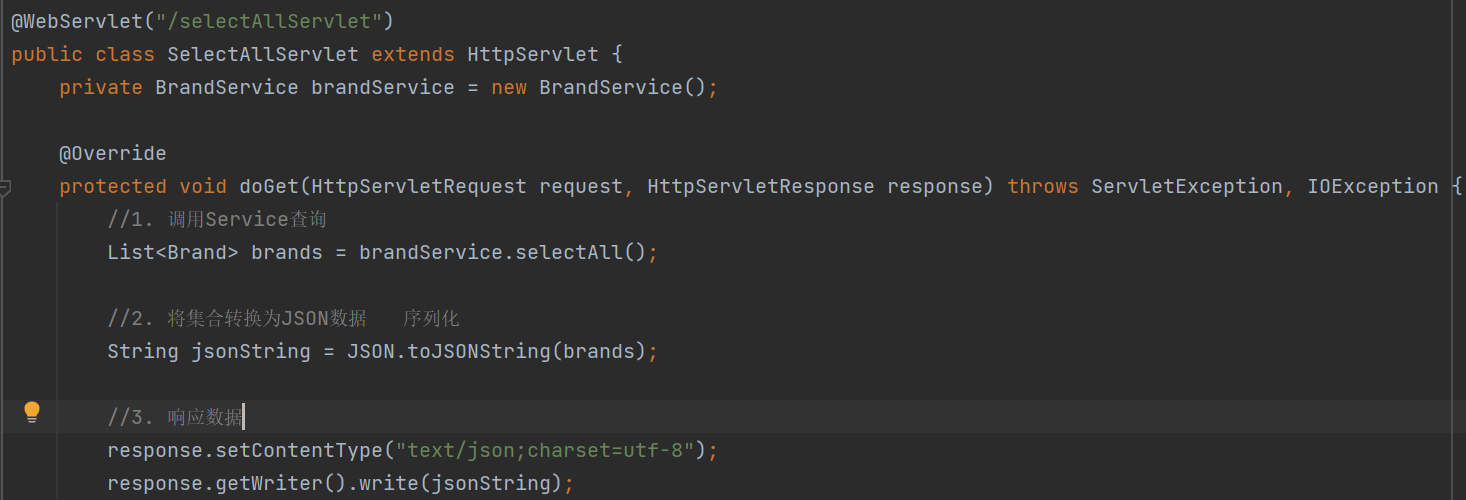 @WebServlet("/selectAllServlet")
public class SelectAllServlet extends HttpServlet {
    private BrandService brandService = new BrandService();
    @Override
    protected void doGet(HttpServletRequest request, HttpServletResponse response) throws ServletException, IOException {
        //1. 调用Service查询
        List<Brand> brands = brandService.selectAll();
        //2. 将集合转换为JSON数据   序列化
        String jsonString = JSON.toJSONString(brands);
        //3. 响应数据
        response.setContentType("text/json;charset=utf-8");
        response.getWriter().write(jsonString);